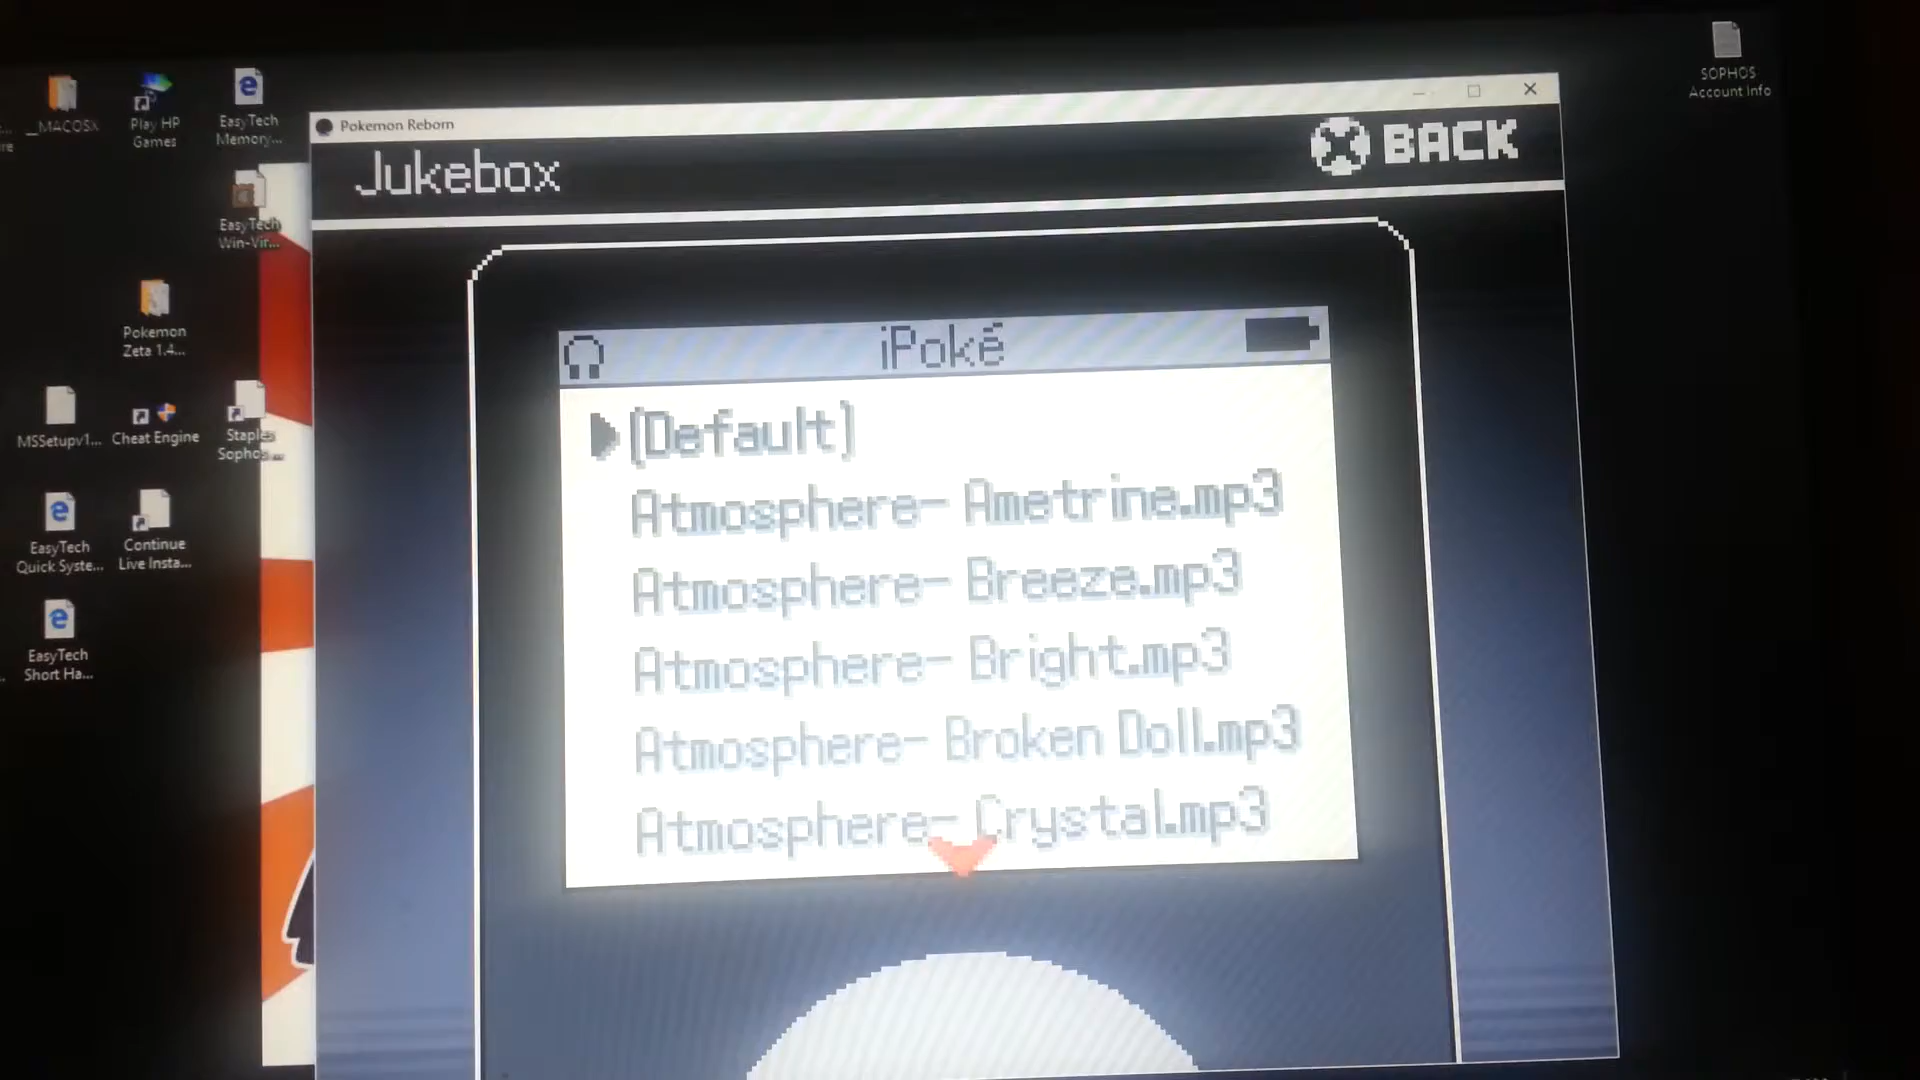 __MACOSX
Play HP
Games
EasyTech
Memory...
SOPHOS
Account Info
Pokemon Reborn
Jukebox
BACK
EasyTech
Win-Vir...
Pokemon
Zeta 1.4...
MSSetupv1...
Cheat Engine
Staples
Sophos ...
EasyTech
Quick Syste...
Continue
Live Insta...
EasyTech
Short Ha...
iPoké
(Default)
Atmosphere- Ametrine.mp3
Atmosphere- Breeze.mp3
Atmosphere- Bright.mp3
Atmosphere- Broken Doll.mp3
Atmosphere- Crystal.mp3